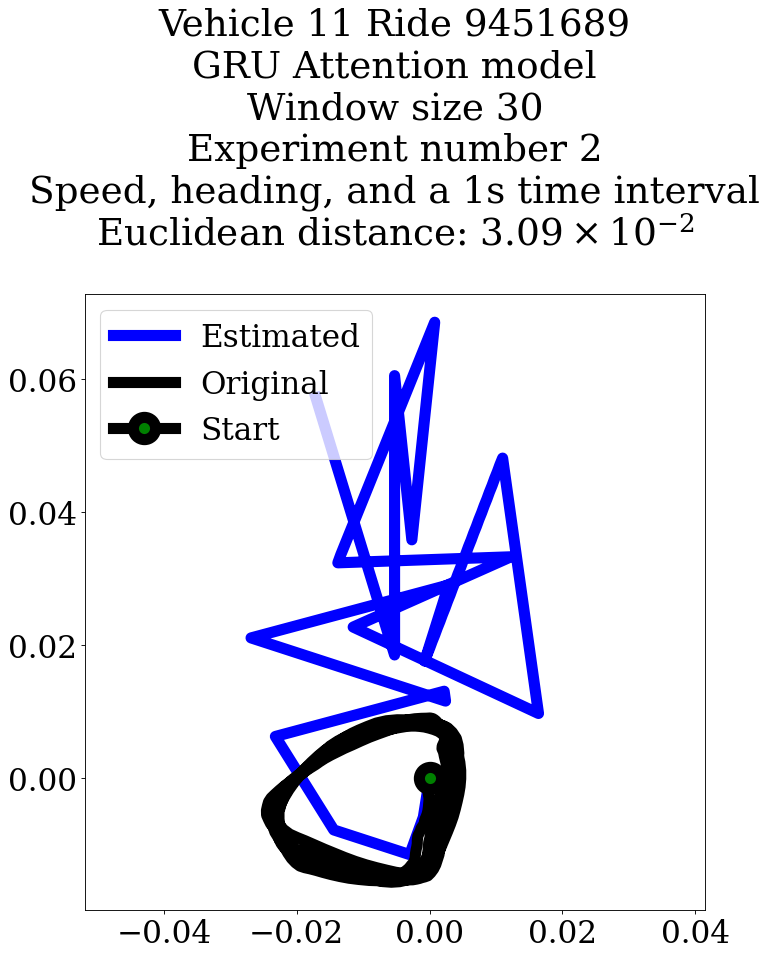 Vehicle 11 Ride 9451689
GRU Attention model
Window size 30
Experiment number 2
Speed, heading, and a 1s time interval
Euclidean distance: 3.09 × 10⁻²
Estimated
Original
Start
0.06
0.04
0.02
0.00
−0.04
−0.02
0.00
0.02
0.04